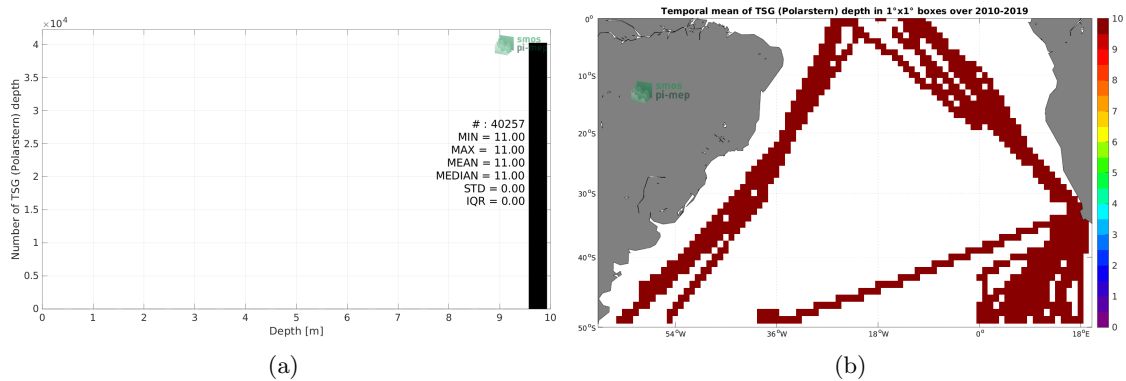 ×10⁴
4
3.5
3
2.5
2
1.5
1
0.5
0
Number of TSG (Polarstern) depth
smos
pi-mep
# : 40257
MIN = 11.00
MAX = 11.00
MEAN = 11.00
MEDIAN = 11.00
STD = 0.00
IQR = 0.00
0 1 2 3 4 5 6 7 8 9 10
Depth [m]
(a)
Temporal mean of TSG (Polarstern) depth in 1°x1° boxes over 2010-2019
smos
pi-mep
0°
10°S
20°S
30°S
40°S
50°S
54°W 36°W 18°W 0° 18°E
10
9
8
7
6
5
4
3
2
1
0
(b)